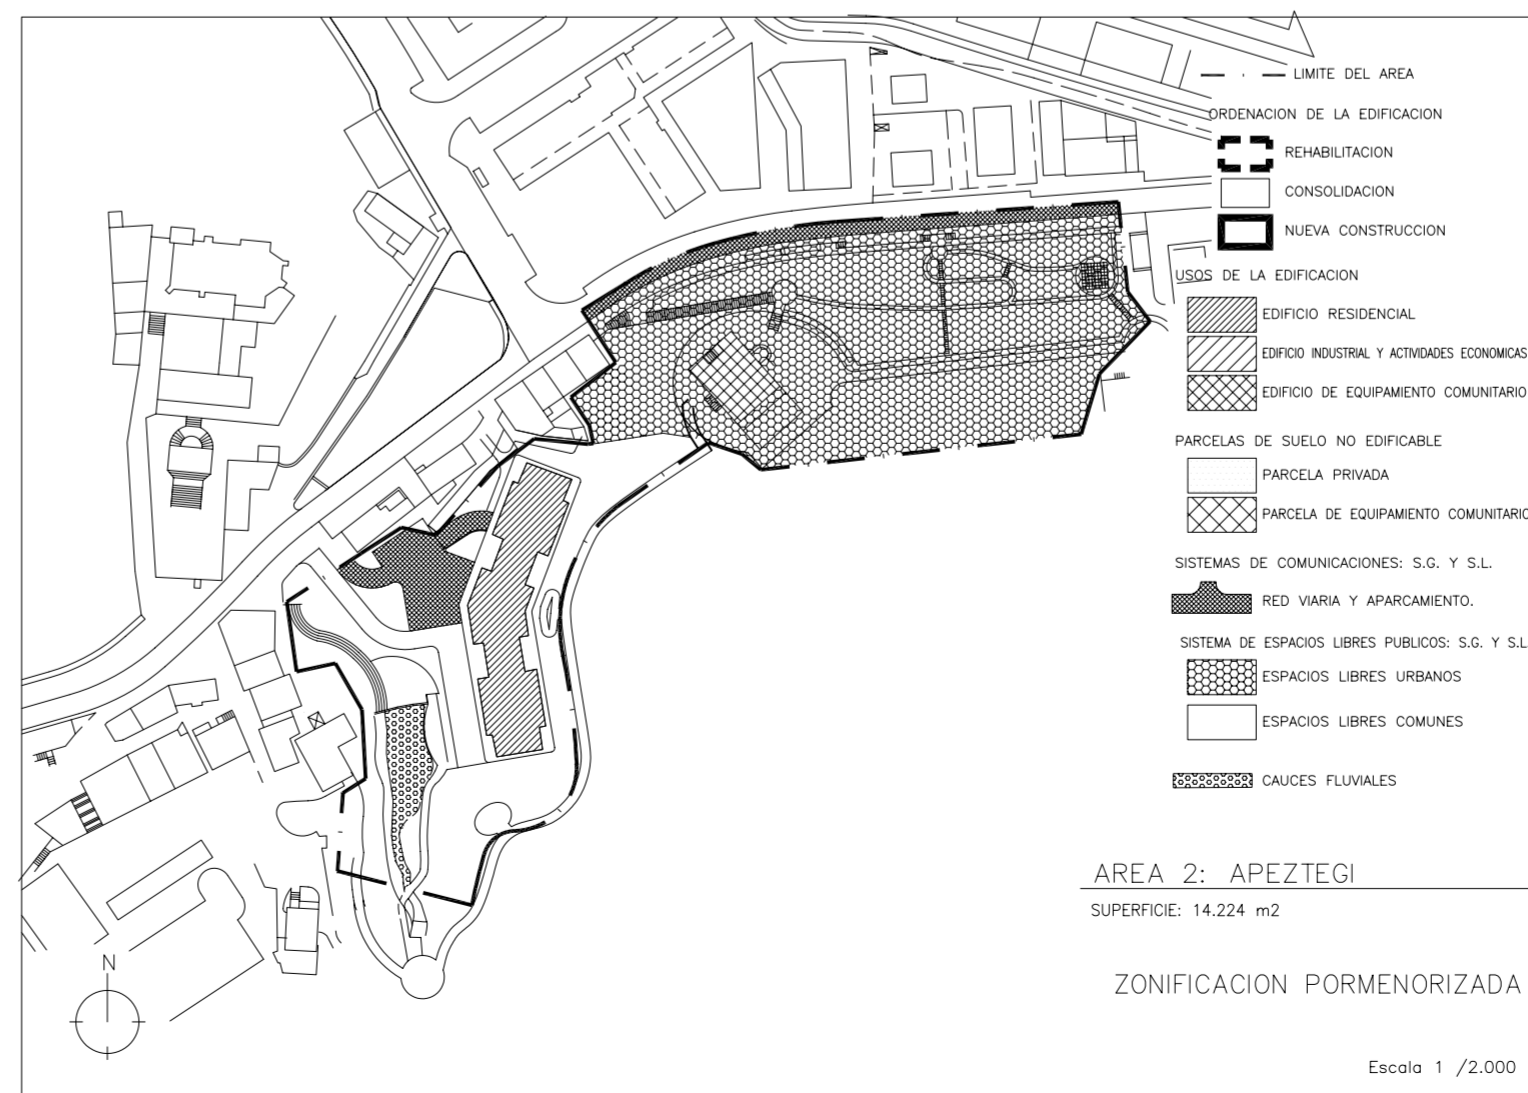 LIMITE DEL AREA
ORDENACION DE LA EDIFICACION
REHABILITACION
CONSOLIDACION
NUEVA CONSTRUCCION
USOS DE LA EDIFICACION
EDIFICIO RESIDENCIAL
EDIFICIO INDUSTRIAL Y ACTIVIDADES ECONOMICAS
EDIFICIO DE EQUIPAMIENTO COMUNITARIO
PARCELAS DE SUELO NO EDIFICABLE
PARCELA PRIVADA
PARCELA DE EQUIPAMIENTO COMUNITARIO
SISTEMAS DE COMUNICACIONES: S.G. Y S.L.
RED VIARIA Y APARCAMIENTO.
SISTEMA DE ESPACIOS LIBRES PUBLICOS: S.G. Y S.L
ESPACIOS LIBRES URBANOS
ESPACIOS LIBRES COMUNES
CAUCES FLUVIALES
AREA 2: APEZTEGI
SUPERFICIE: 14.224 m2
N
ZONIFICACION PORMENORIZADA
Escala 1 /2.000